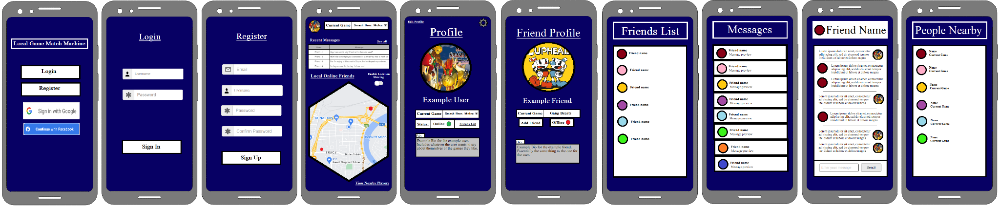 Local Game Match Machine
Login
Register
Sign in with Google
Continue with Facebook
Login
Username
Password
Sign In
Register
Email
Username
Password
Confirm Password
Sign Up
Current Game Smash Bros. Melee
Recent Messages
See all
Messages
Friend - 1
Friend - 2
Friend - 3
Friend - 4
Local Online Friends
Enable Location
Sharing
RONA Tracy
Boisvert Marin
TRACY
Harold Sheppard School
View Nearby Players
Edit Profile
Profile
Example User
Current Game Smash Bros. Melee
Status: Online Friends List
Bio
Example Bio for the example user.
Includes whatever the user wants to say
about themselves or the games they like.
Friend Profile
CUPHEAD
Example Friend
Current Game Gang Beasts
Add Friend Offline
Bio
Example Bio for the example friend.
Essentially the same thing as the one for
the user.
Friends List
Friend name
Friend name
Friend name
Friend name
Friend name
Friend name
Messages
Friend name
Message preview
Friend name
Message preview
Friend name
Message preview
Friend name
Message preview
Friend name
Message preview
Friend name
Message preview
Friend name
Message preview
Friend name
Message preview
Friend Name
Lorem ipsum dolor sit amet, consectetur
adipiscing elit, sed do eiusmod tempor
incididunt ut labore et dolore magna
Lorem ipsum dolor sit amet, consectetur
adipiscing elit, sed do eiusmod tempor
incididunt ut labore et dolore magna
Lorem ipsum dolor sit amet, consectetur
adipiscing elit, sed do eiusmod tempor
incididunt ut labore et dolore magna
Lorem ipsum dolor sit amet, consectetur
adipiscing elit, sed do eiusmod tempor
incididunt ut labore et dolore magna
Lorem ipsum dolor sit amet, consectetur
adipiscing elit, sed do eiusmod tempor
incididunt ut labore et dolore magna
Lorem ipsum dolor sit amet, consectetur
adipiscing elit, sed do eiusmod tempor
incididunt ut labore et dolore magna
Lorem ipsum dolor sit amet, consectetur
adipiscing elit, sed do eiusmod tempor
incididunt ut labore et dolore magna
Enter your message Send!
People Nearby
Name
Current Game
Name
Current Game
Name
Current Game
Name
Current Game
Name
Current Game
Name
Current Game